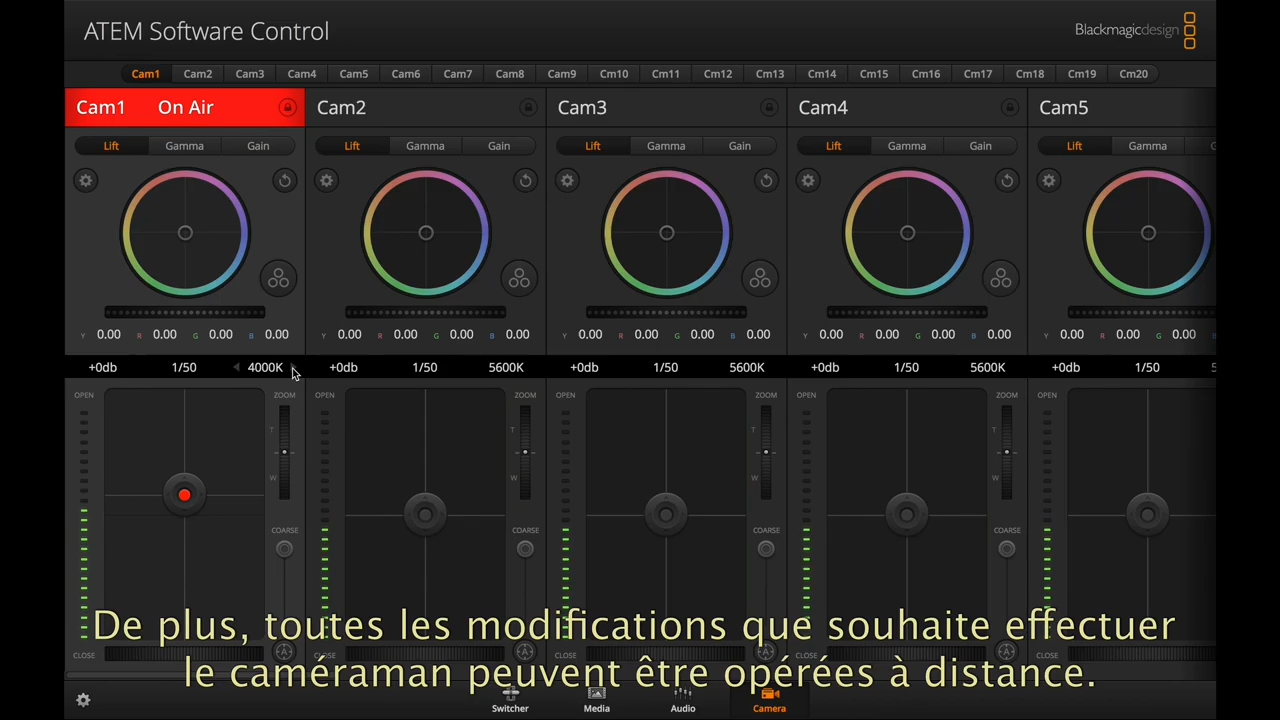 ATEM Software Control
Blackmagicdesign
Cam1 Cam2 Cam3 Cam4 Cam5 Cam6 Cam7 Cam8 Cam9 Cm10 Cm11 Cm12 Cm13 Cm14 Cm15 Cm16 Cm17 Cm18 Cm19 Cm20
Cam1 On Air Cam2 Cam3 Cam4 Cam5
Lift Gamma Gain Lift Gamma Gain Lift Gamma Gain Lift Gamma Gain Lift Gamma G
Y 0.00 R 0.00 G 0.00 B 0.00 Y 0.00 R 0.00 G 0.00 B 0.00 Y 0.00 R 0.00 G 0.00 B 0.00 Y 0.00 R 0.00 G 0.00 B 0.00 Y 0.00 R 0.00 G 0.00 B
+0db 1/50 4000K +0db 1/50 5600K +0db 1/50 5600K +0db 1/50 5600K +0db 1/50 5
OPEN ZOOM OPEN ZOOM OPEN ZOOM OPEN ZOOM OPEN
T T T T
W W W W
COARSE COARSE COARSE COARSE
De plus, toutes les modifications que souhaite effectuer
CLOSE A CLOSE A CLOSE A CLOSE A CLOSE
le caméraman peuvent être opérées à distance.
Switcher Media Audio Camera